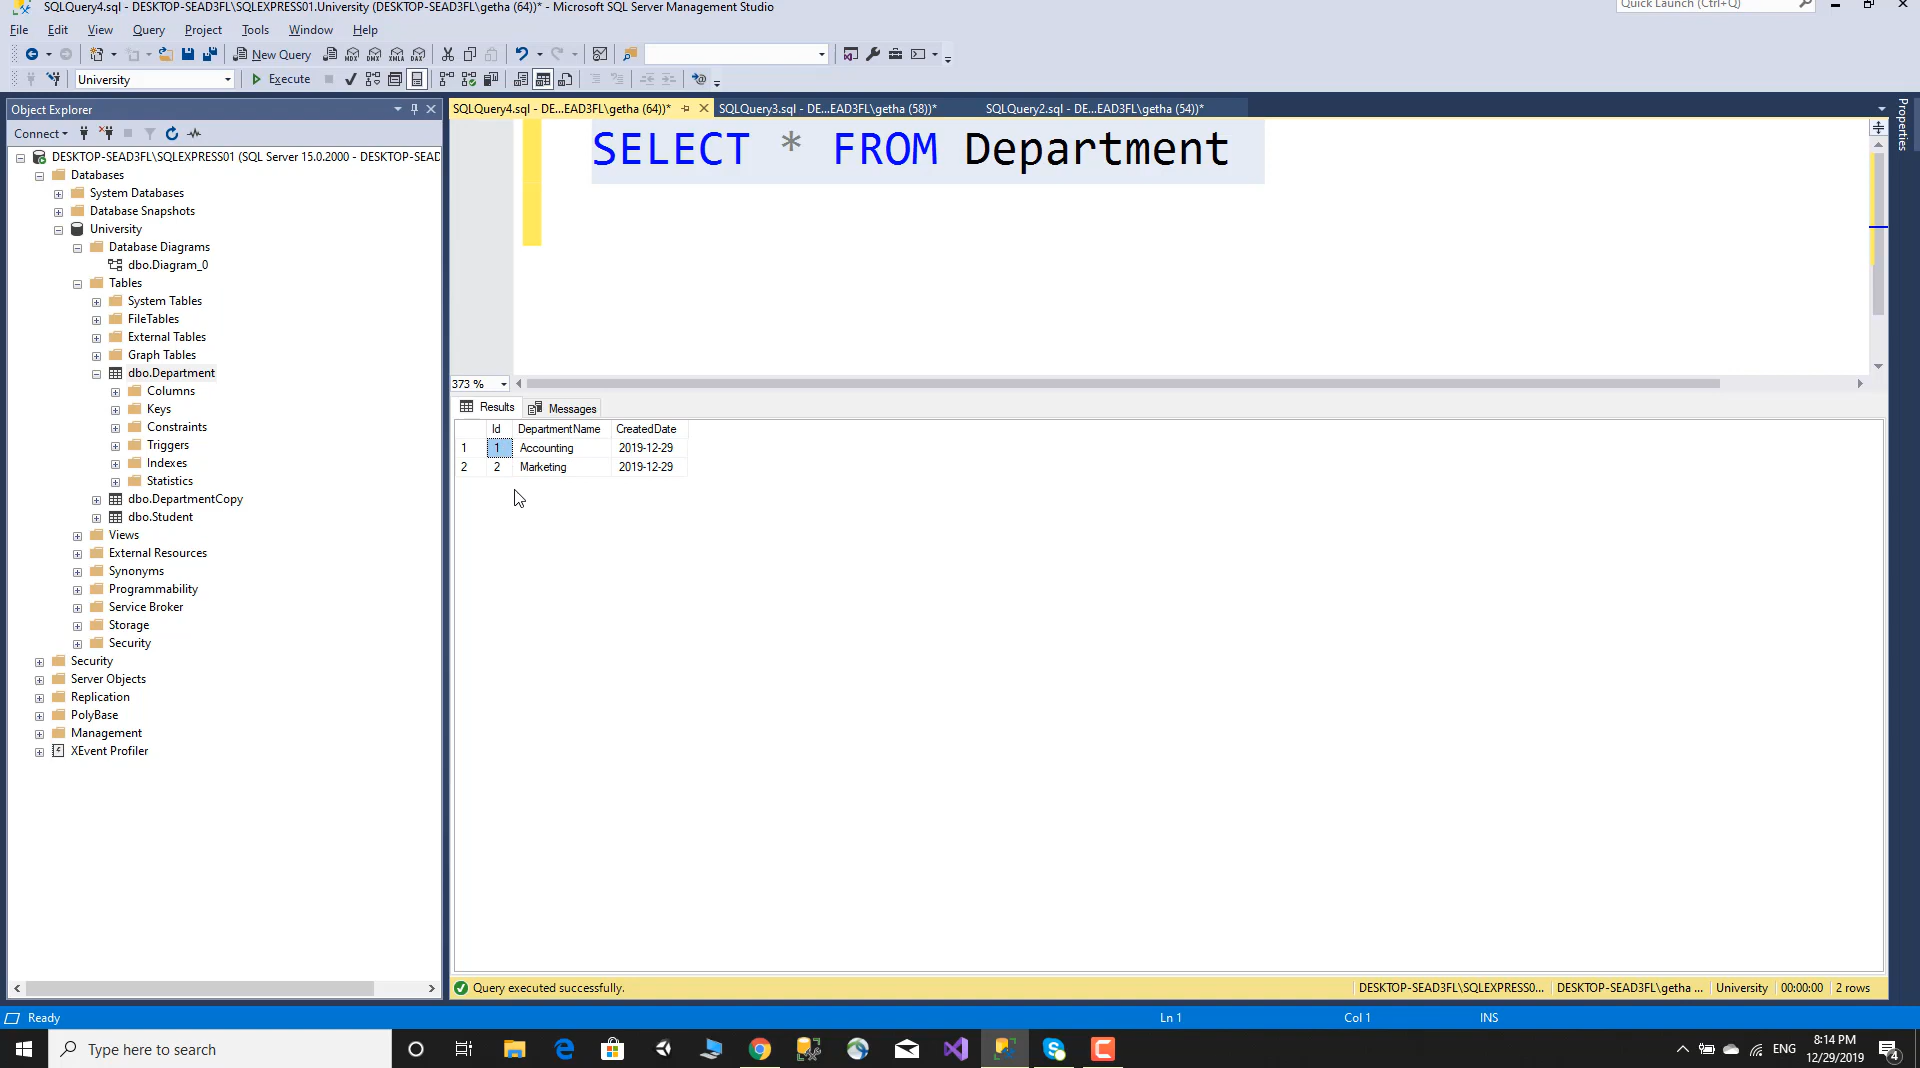 SQLQuery4.sql - DESKTOP-SEAD3FL\SQLEXPRESS01.University (DESKTOP-SEAD3FL\getha (64))* - Microsoft SQL Server Management Studio
Quick Launch (Ctrl+Q)
File Edit View Query Project Tools Window Help
New Query MDX DMX XMLA DAX
University Execute
Object Explorer
SQLQuery4.sql - DE...EAD3FL\getha (64))* SQLQuery3.sql - DE...EAD3FL\getha (58))* SQLQuery2.sql - DE...EAD3FL\getha (54))*
Properties
Connect
DESKTOP-SEAD3FL\SQLEXPRESS01 (SQL Server 15.0.2000 - DESKTOP-SEAD
Databases
System Databases
Database Snapshots
University
Database Diagrams
dbo.Diagram_0
Tables
System Tables
FileTables
External Tables
Graph Tables
dbo.Department
Columns
Keys
Constraints
Triggers
Indexes
Statistics
dbo.DepartmentCopy
dbo.Student
Views
External Resources
Synonyms
Programmability
Service Broker
Storage
Security
Security
Server Objects
Replication
PolyBase
Management
XEvent Profiler
SELECT * FROM Department
373 %
Results Messages
Id DepartmentName CreatedDate
1 1 Accounting 2019-12-29
2 2 Marketing 2019-12-29
Query executed successfully. DESKTOP-SEAD3FL\SQLEXPRESS0... DESKTOP-SEAD3FL\getha ... University 00:00:00 2 rows
Ready Ln 1 Col 1 INS
Type here to search
ENG
8:14 PM
12/29/2019
4